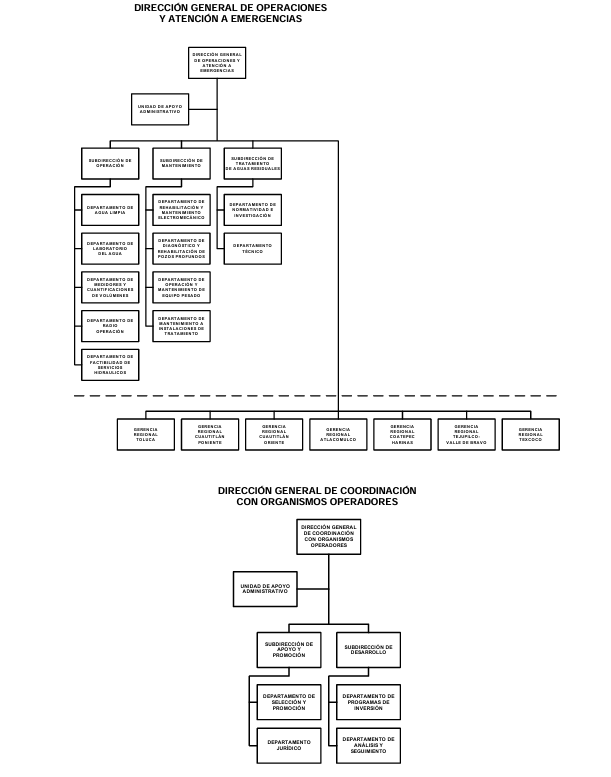 DIRECCIÓN GENERAL DE OPERACIONES
Y ATENCIÓN A EMERGENCIAS
DIRECCIÓN GENERAL
DE OPERACIONES Y
ATENCIÓN A
EMERGENCIAS
UNIDAD DE APOYO
ADMINISTRATIVO
SUBDIRECCIÓN DE
OPERACIÓN
SUBDIRECCIÓN DE
MANTENIMIENTO
SUBDIRECCIÓN DE
TRATAMIENTO
DE AGUAS RESIDUALES
DEPARTAMENTO DE
AGUA LIMPIA
DEPARTAMENTO DE
REHABILITACIÓN Y
MANTENIMIENTO
ELECTROMECÁNICO
DEPARTAMENTO DE
NORMATIVIDAD E
INVESTIGACIÓN
DEPARTAMENTO DE
LABORATORIO
DEL AGUA
DEPARTAMENTO DE
DIAGNÓSTICO Y
REHABILITACIÓN DE
POZOS PROFUNDOS
DEPARTAMENTO
TÉCNICO
DEPARTAMENTO DE
MEDIDORES Y
CUANTIFICACIONES
DE VOLÚMENES
DEPARTAMENTO DE
OPERACIÓN Y
MANTENIMIENTO DE
EQUIPO PESADO
DEPARTAMENTO DE
RADIO
OPERACIÓN
DEPARTAMENTO DE
MANTENIMIENTO A
INSTALACIONES DE
TRATAMIENTO
DEPARTAMENTO DE
FACTIBILIDAD DE
SERVICIOS
HIDRAULICOS
GERENCIA
REGIONAL
TOLUCA
GERENCIA
REGIONAL
CUAUTITLÁN
PONIENTE
GERENCIA
REGIONAL
CUAUTITLÁN
ORIENTE
GERENCIA
REGIONAL
ATLACOMULCO
GERENCIA
REGIONAL
COATEPEC
HARINAS
GERENCIA
REGIONAL
TEJUPILCO-
VALLE DE BRAVO
GERENCIA
REGIONAL
TEXCOCO
DIRECCIÓN GENERAL DE COORDINACIÓN
CON ORGANISMOS OPERADORES
DIRECCIÓN GENERAL
DE COORDINACIÓN
CON ORGANISMOS
OPERADORES
UNIDAD DE APOYO
ADMINISTRATIVO
SUBDIRECCIÓN DE
APOYO Y
PROMOCIÓN
SUBDIRECCIÓN DE
DESARROLLO
DEPARTAMENTO DE
SELECCIÓN Y
PROMOCIÓN
DEPARTAMENTO DE
PROGRAMAS DE
INVERSIÓN
DEPARTAMENTO
JURÍDICO
DEPARTAMENTO DE
ANÁLISIS Y
SEGUIMIENTO